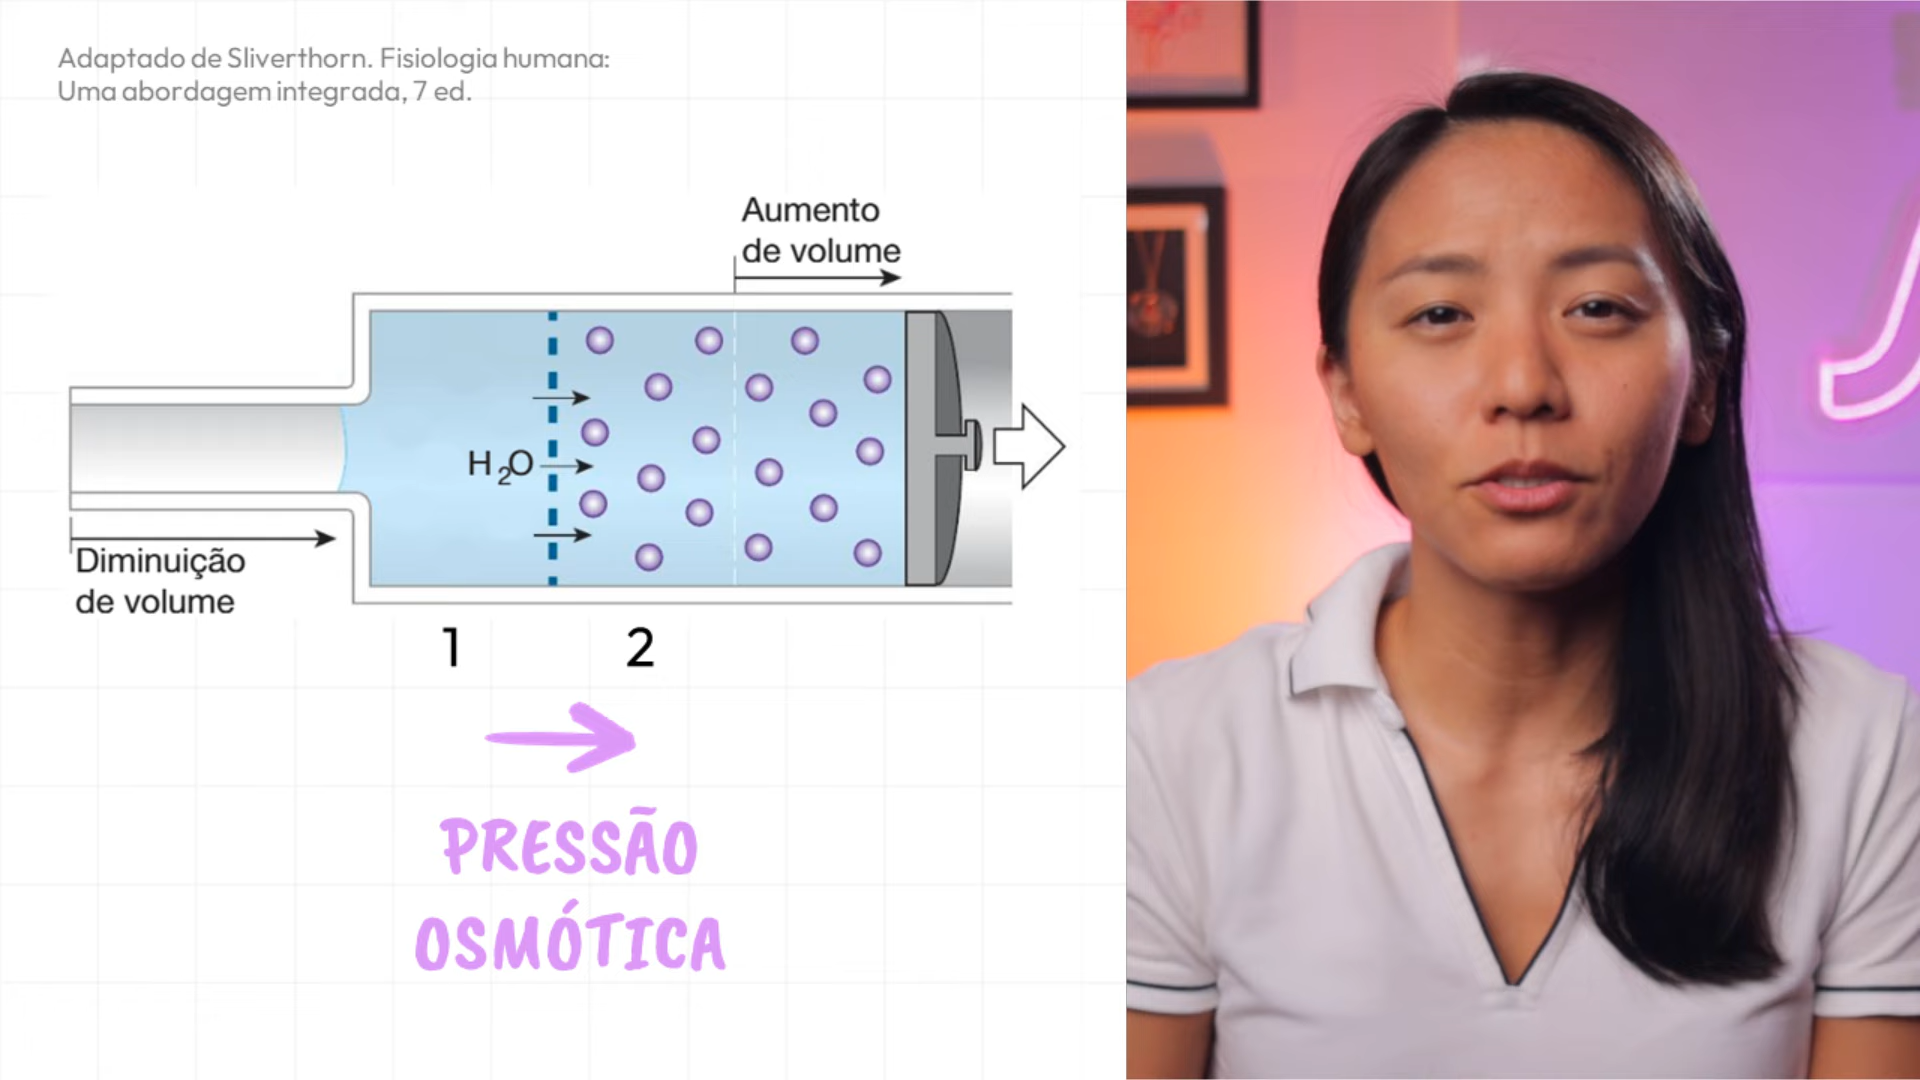 Adaptado de Sliverthorn. Fisiologia humana:
Uma abordagem integrada, 7 ed.
Aumento
de volume
H2O
Diminuição
de volume
1
2
PRESSÃO
OSMÓTICA